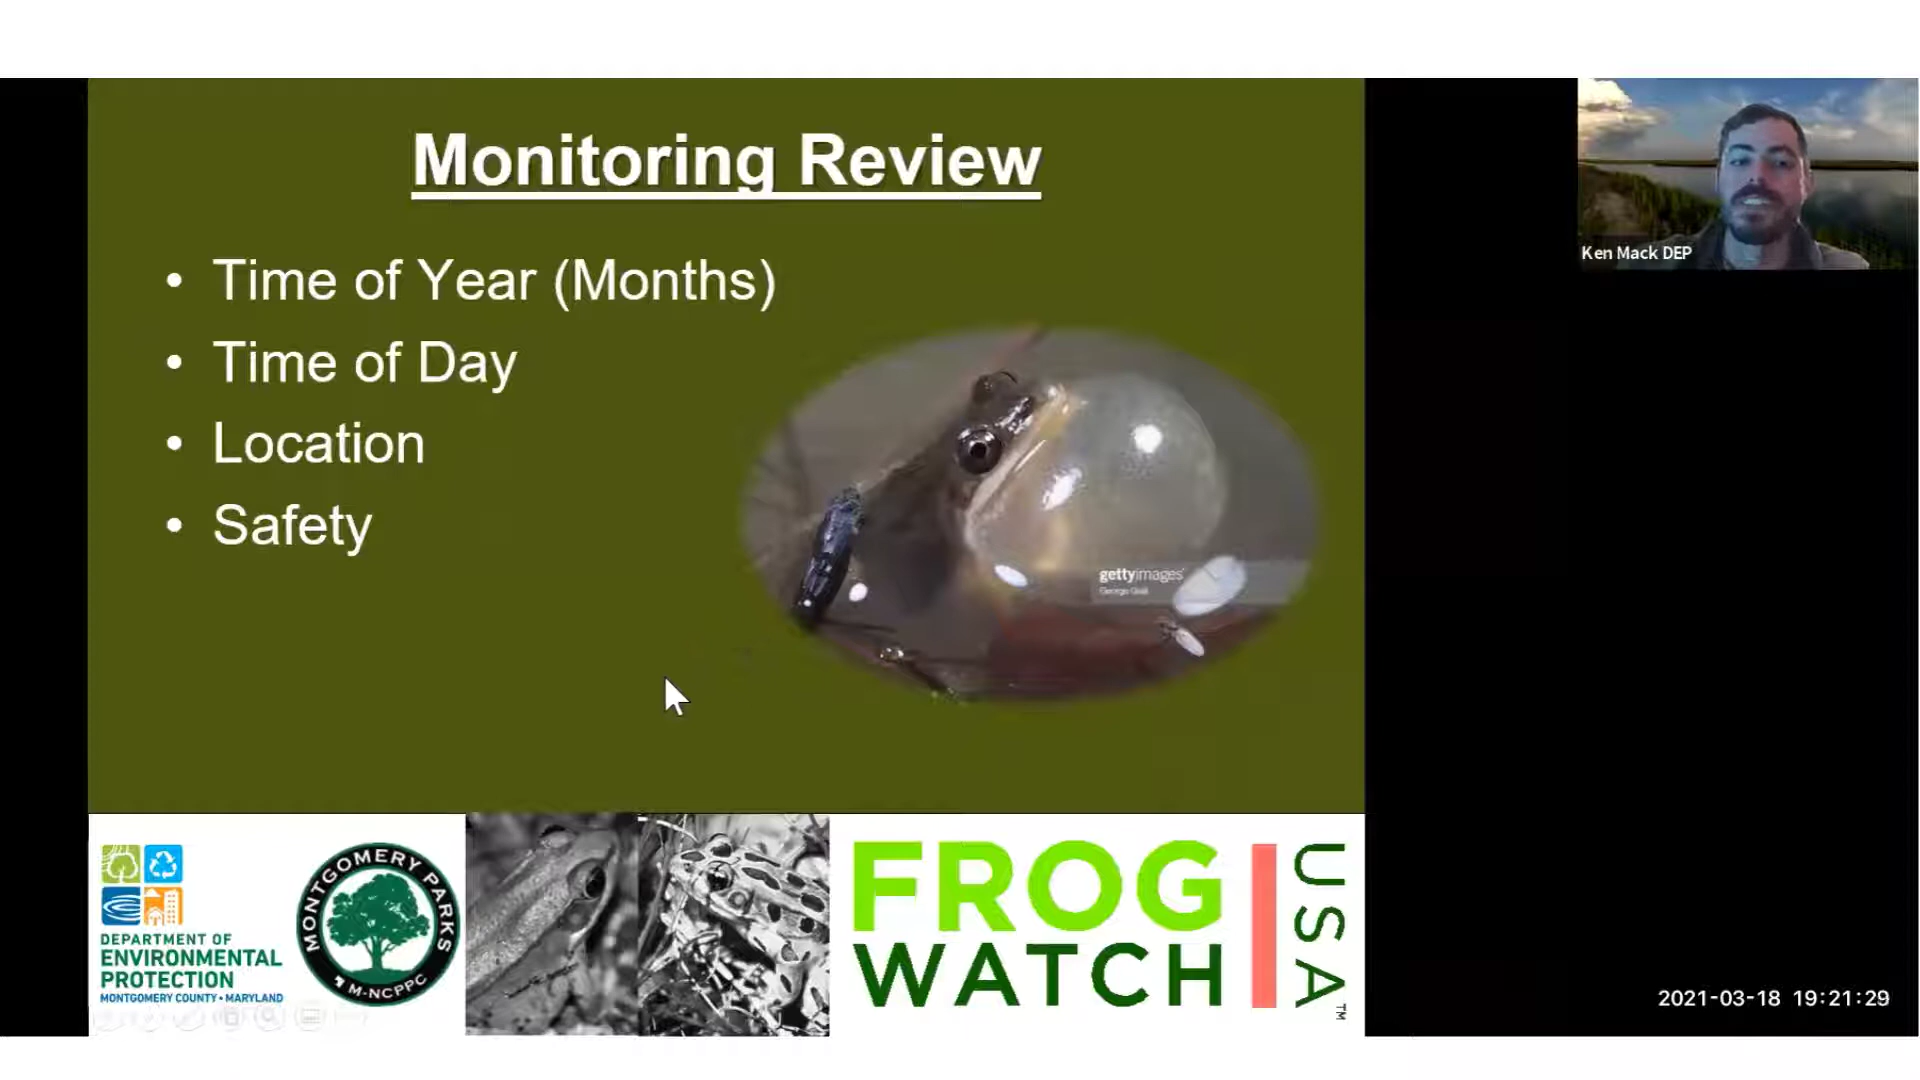 Monitoring Review
• Time of Year (Months)
• Time of Day
• Location
• Safety
gettyimages
Ken Mack DEP
DEPARTMENT OF
ENVIRONMENTAL
PROTECTION
MONTGOMERY COUNTY • MARYLAND
MONTGOMERY PARKS
M-NCPPC
FROG
WATCH
USA
TM
2021-03-18 19:21:29